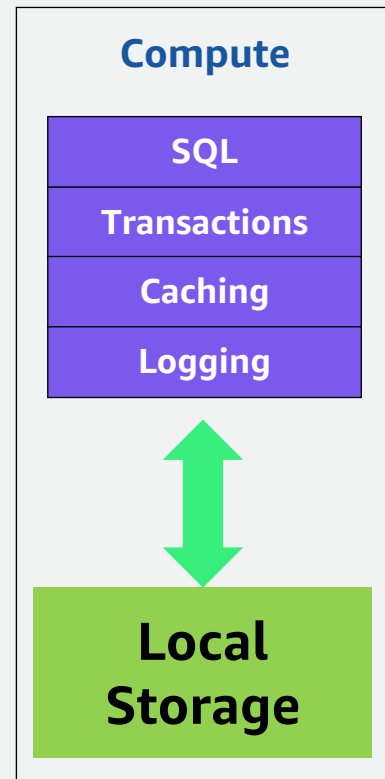 Compute
SQL
Transactions
Caching
Logging
Local
Storage